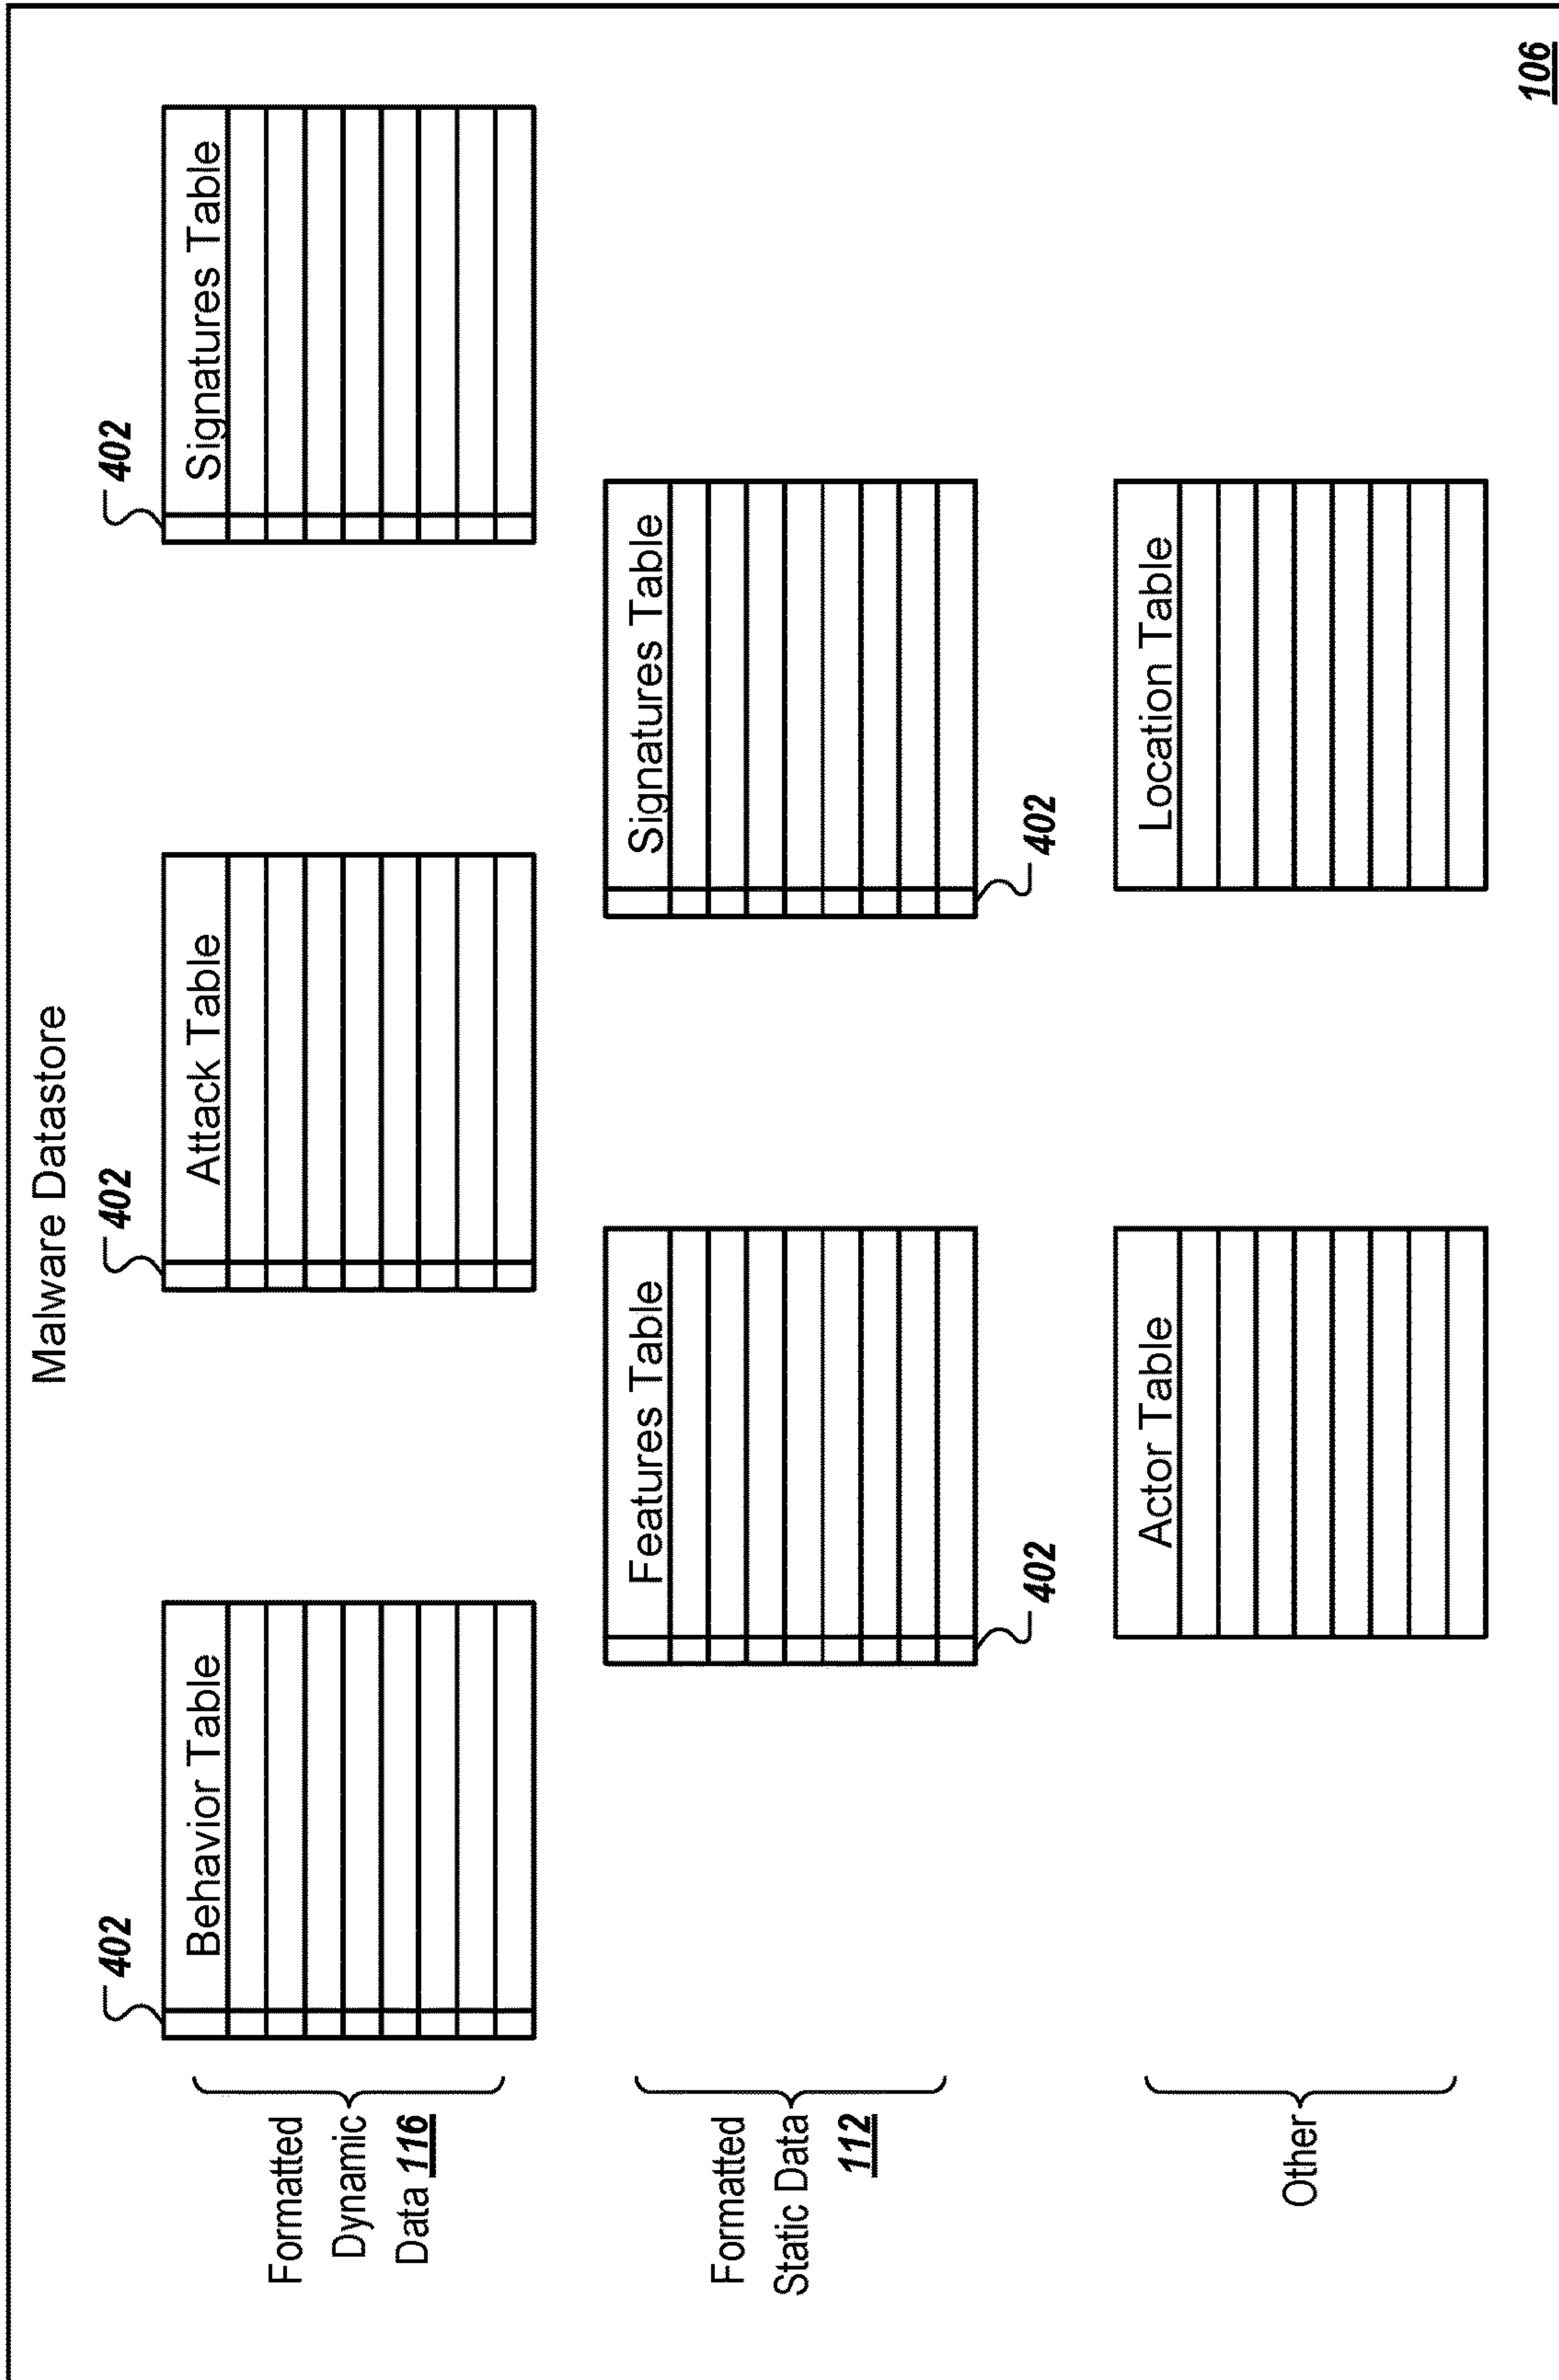 Malware Datastore
402
402
402
Formatted
Dynamic
Data 116
Behavior Table
Attack Table
Signatures Table
Formatted
Static Data
112
Features Table
Signatures Table
402
402
Other
Actor Table
Location Table
106